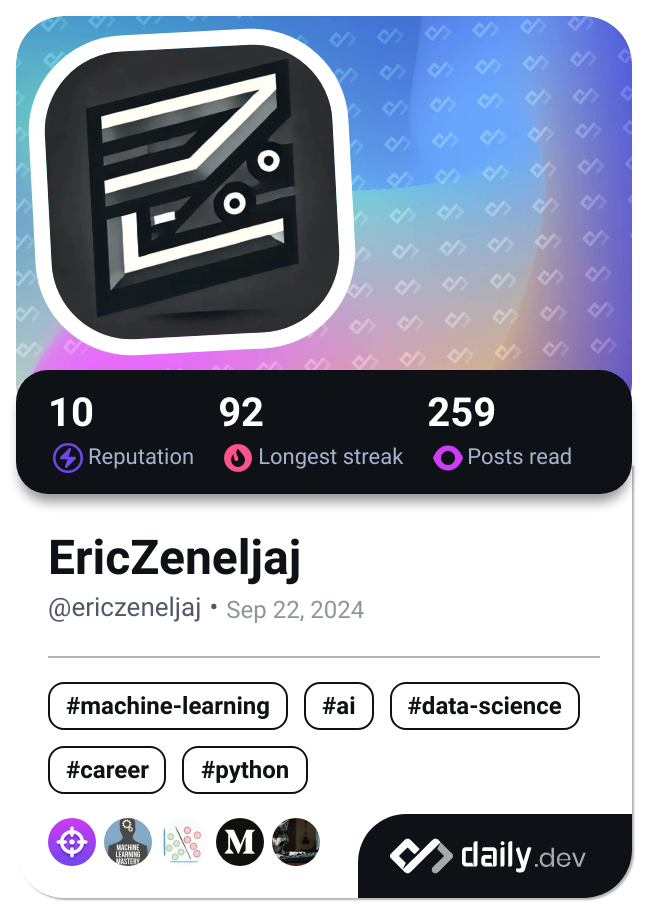 10 92 259
Reputation Longest streak Posts read
EricZeneljaj
@ericzeneljaj • Sep 22, 2024
#machine-learning #ai #data-science
#career #python
MACHINE
LEARNING
MASTERY
M
daily.dev